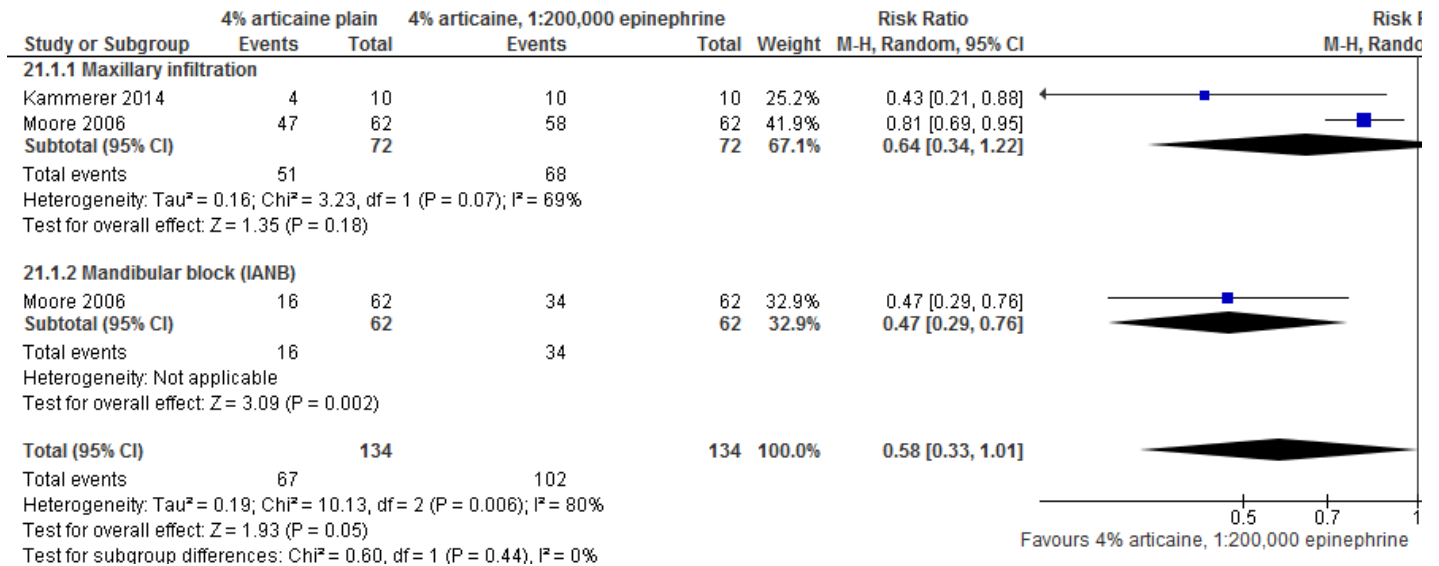 4% articaine plain 4% articaine, 1:200,000 epinephrine Risk Ratio Risk
Study or Subgroup Events Total Events Total Weight M-H, Random, 95% CI M-H,
21.1.1 Maxillary infiltration
Kammerer 2014 4 10 10 10 25.2% 0.43 [0.21, 0.88]
Moore 2006 47 62 58 62 41.9% 0.81 [0.69, 0.95]
Subtotal (95% CI) 72 72 67.1% 0.64 [0.34, 1.22]
Total events 51 68
Heterogeneity: Tau² = 0.16; Chi² = 3.23, df = 1 (P = 0.07); I² = 69%
Test for overall effect: Z = 1.35 (P = 0.18)
21.1.2 Mandibular block (IANB)
Moore 2006 16 62 34 62 32.9% 0.47 [0.29, 0.76]
Subtotal (95% CI) 62 62 32.9% 0.47 [0.29, 0.76]
Total events 16 34
Heterogeneity: Not applicable
Test for overall effect: Z = 3.09 (P = 0.002)
Total (95% CI) 134 134 100.0% 0.58 [0.33, 1.01]
Total events 67 102
Heterogeneity: Tau² = 0.19; Chi² = 10.13, df = 2 (P = 0.006); I² = 80%
Test for overall effect: Z = 1.93 (P = 0.05)
Test for subgroup differences: Chi² = 0.60, df = 1 (P = 0.44), I² = 0%
0.5 0.7 1
Favours 4% articaine, 1:200,000 epinephrine